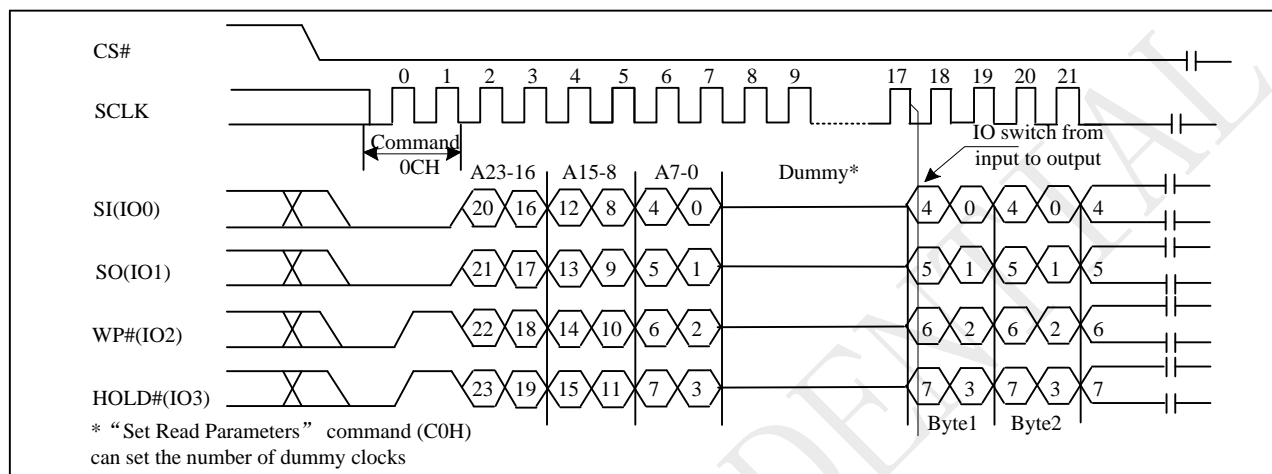 CS#
0 1 2 3 4 5 6 7 8 9 17 18 19 20 21
SCLK
Command
0CH
IO switch from
input to output
A23-16 A15-8 A7-0 Dummy*
SI(IO0) 20 16 12 8 4 0 4 0 4 0 4
SO(IO1) 21 17 13 9 5 1 5 1 5 1 5
WP#(IO2) 22 18 14 10 6 2 6 2 6 2 6
HOLD#(IO3) 23 19 15 11 7 3 7 3 7 3 7
Byte1 Byte2
* “Set Read Parameters” command (C0H)
can set the number of dummy clocks
DENTIAL